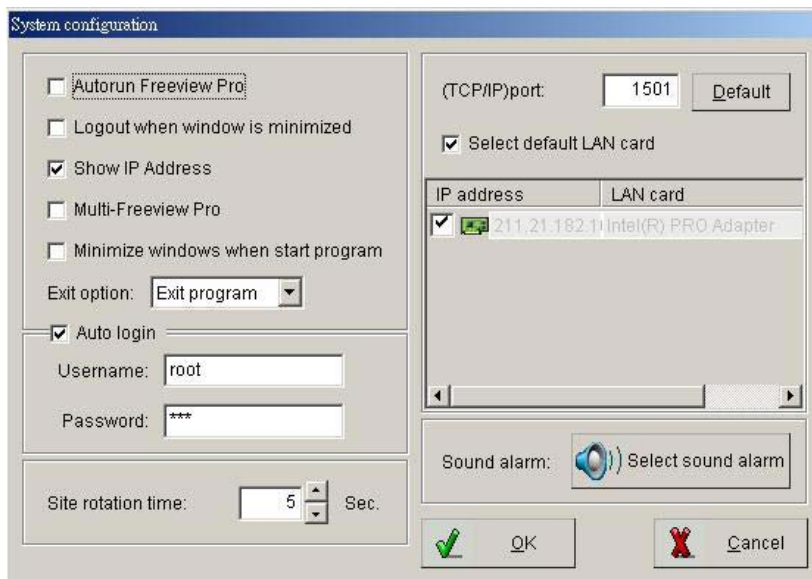 System configuration
Autorun Freeview Pro
Logout when window is minimized
Show IP Address
Multi-Freeview Pro
Minimize windows when start program
Exit option: Exit program
Auto login
Username: root
Password: ***
Site rotation time: 5 Sec.
(TCP/IP)port: 1501 Default
Select default LAN card
IP address LAN card
Intel(R) PRO Adapter
Sound alarm: Select sound alarm
OK Cancel